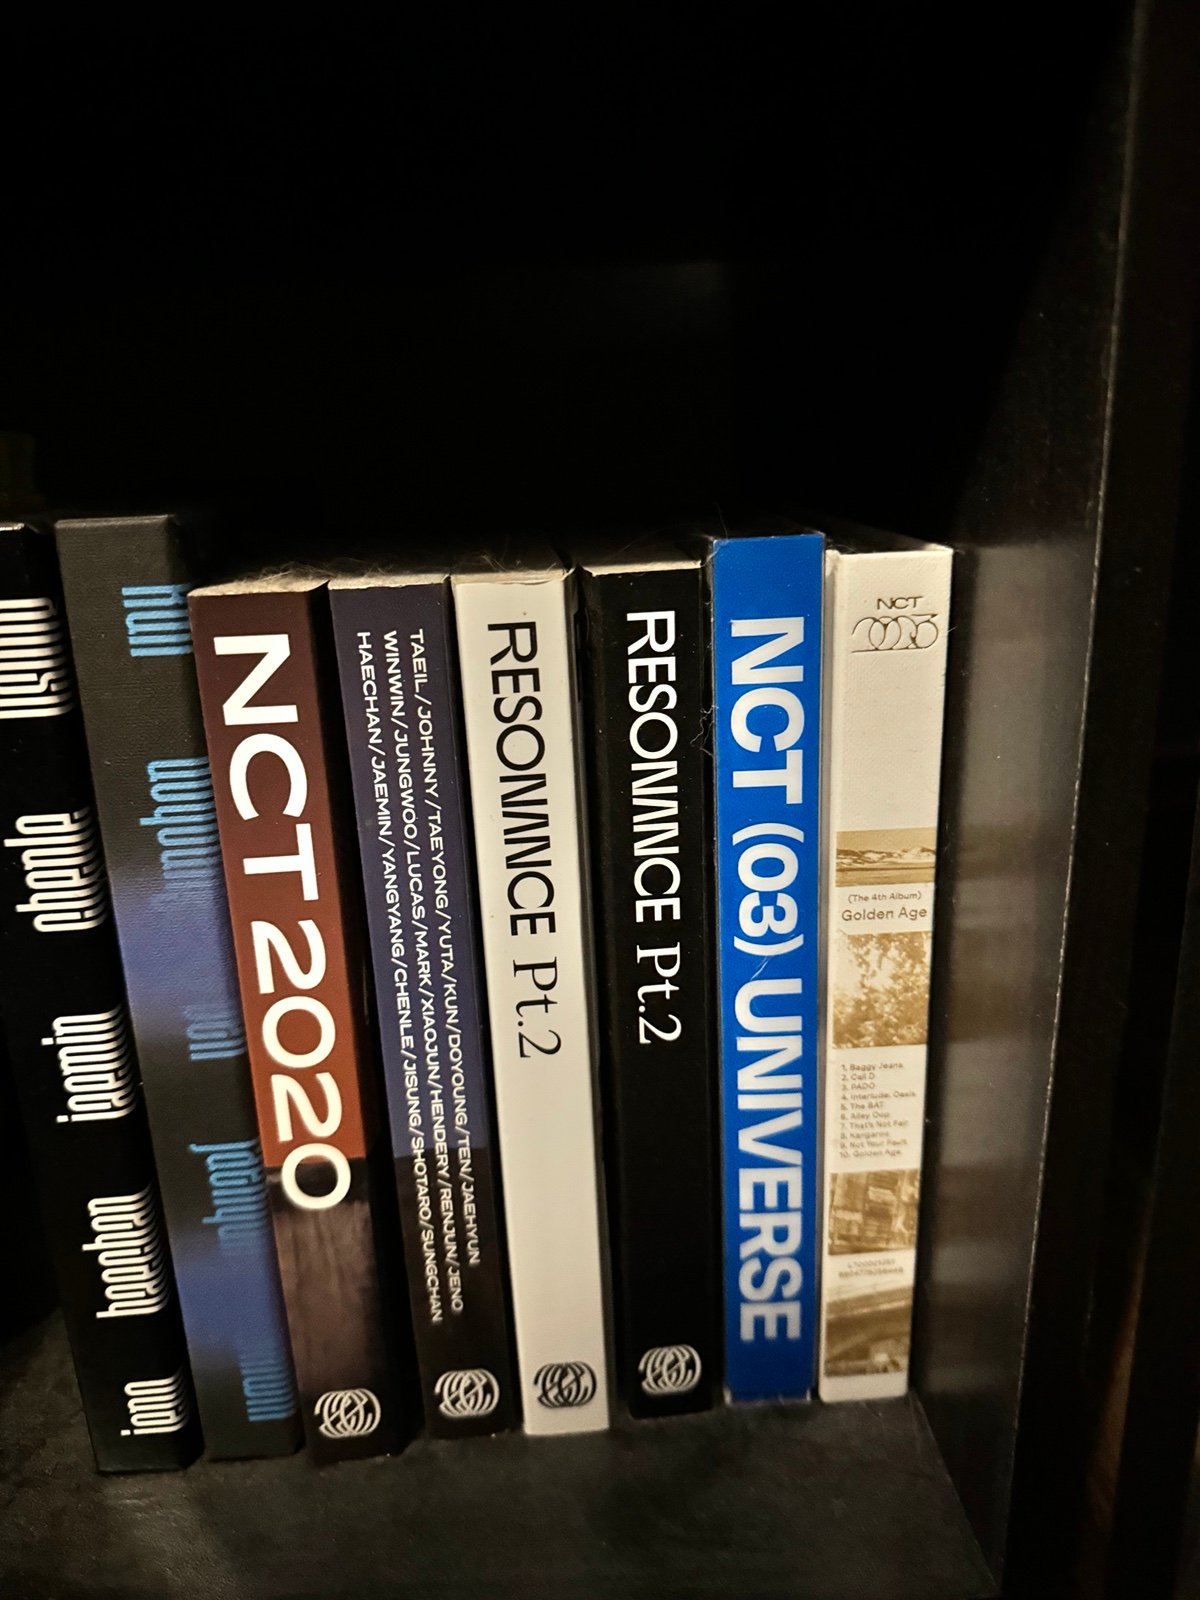 jisung
chenle
jaemin
haechan
jeno
NCT 2020
TAEIL/JOHNNY/TAEYONG/YUTA/KUN/DOYOUNG/TEN/JAEHYUN
WINWIN/JUNGWOO/LUCAS/MARK/XIAOJUN/HENDERY/RENJUN/JENO
HAECHAN/JAEMIN/YANGYANG/CHENLE/JISUNG/SHOTARO/SUNGCHAN
RESONANCE Pt.2
RESONANCE Pt.2
NCT (03) UNIVERSE
NCT
2023
(The 4th Album)
Golden Age
1. Baggy Jeans
2. Call D
3. PADO
4. Interlude: Oasis
5. The BAT
6. Alley Oop
7. That's Not Fair
8. Kangaroo
9. Not Your Fault
10. Golden Age